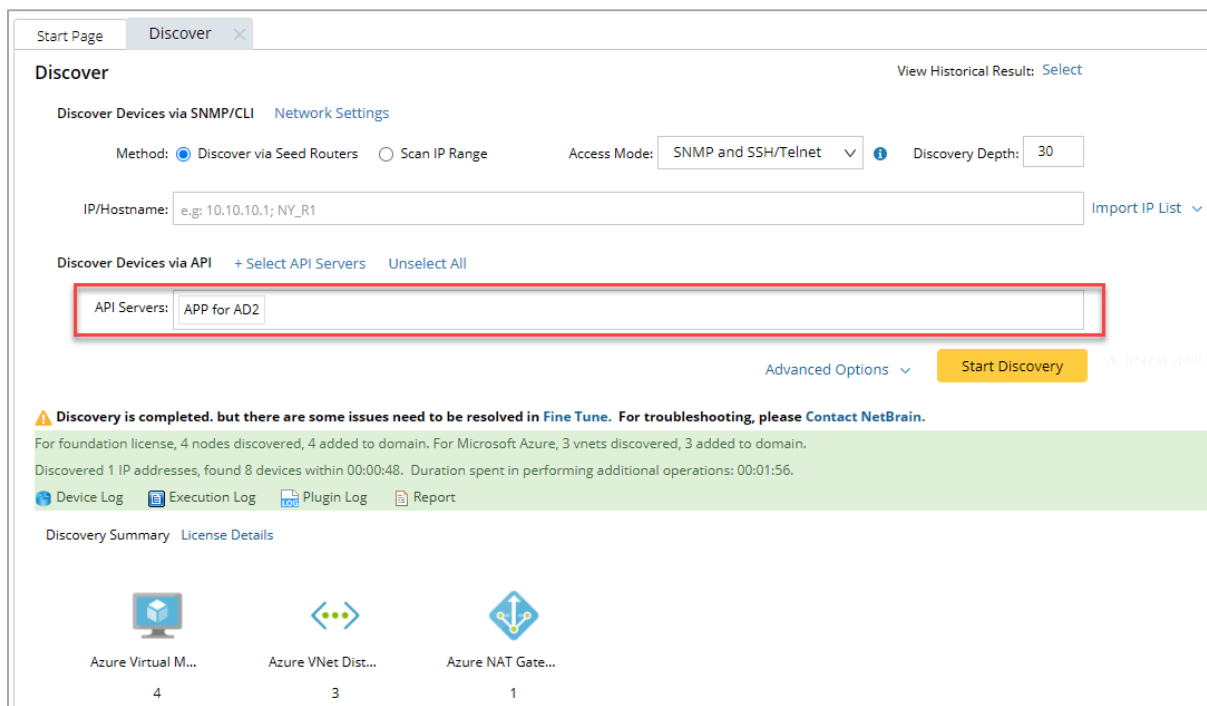 Start Page Discover
Discover View Historical Result: Select
Discover Devices via SNMP/CLI Network Settings
Method: Discover via Seed Routers Scan IP Range Access Mode: SNMP and SSH/Telnet Discovery Depth: 30
IP/Hostname: e.g: 10.10.10.1; NY_R1 Import IP List
Discover Devices via API + Select API Servers Unselect All
API Servers: APP for AD2
Advanced Options Start Discovery
Discovery is completed. but there are some issues need to be resolved in Fine Tune. For troubleshooting, please Contact NetBrain.
For foundation license, 4 nodes discovered, 4 added to domain. For Microsoft Azure, 3 vnets discovered, 3 added to domain.
Discovered 1 IP addresses, found 8 devices within 00:00:48. Duration spent in performing additional operations: 00:01:56.
Device Log Execution Log LOG Plugin Log Report
Discovery Summary License Details
Azure Virtual M... Azure VNet Dist... Azure NAT Gate...
4 3 1